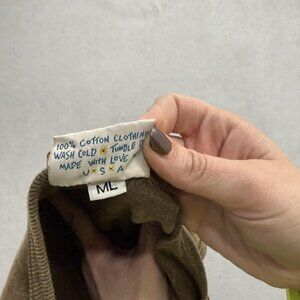 100% COTTON CLOTHING
WASH COLD TUMBLE D
MADE WITH LOVE
U S A
ML